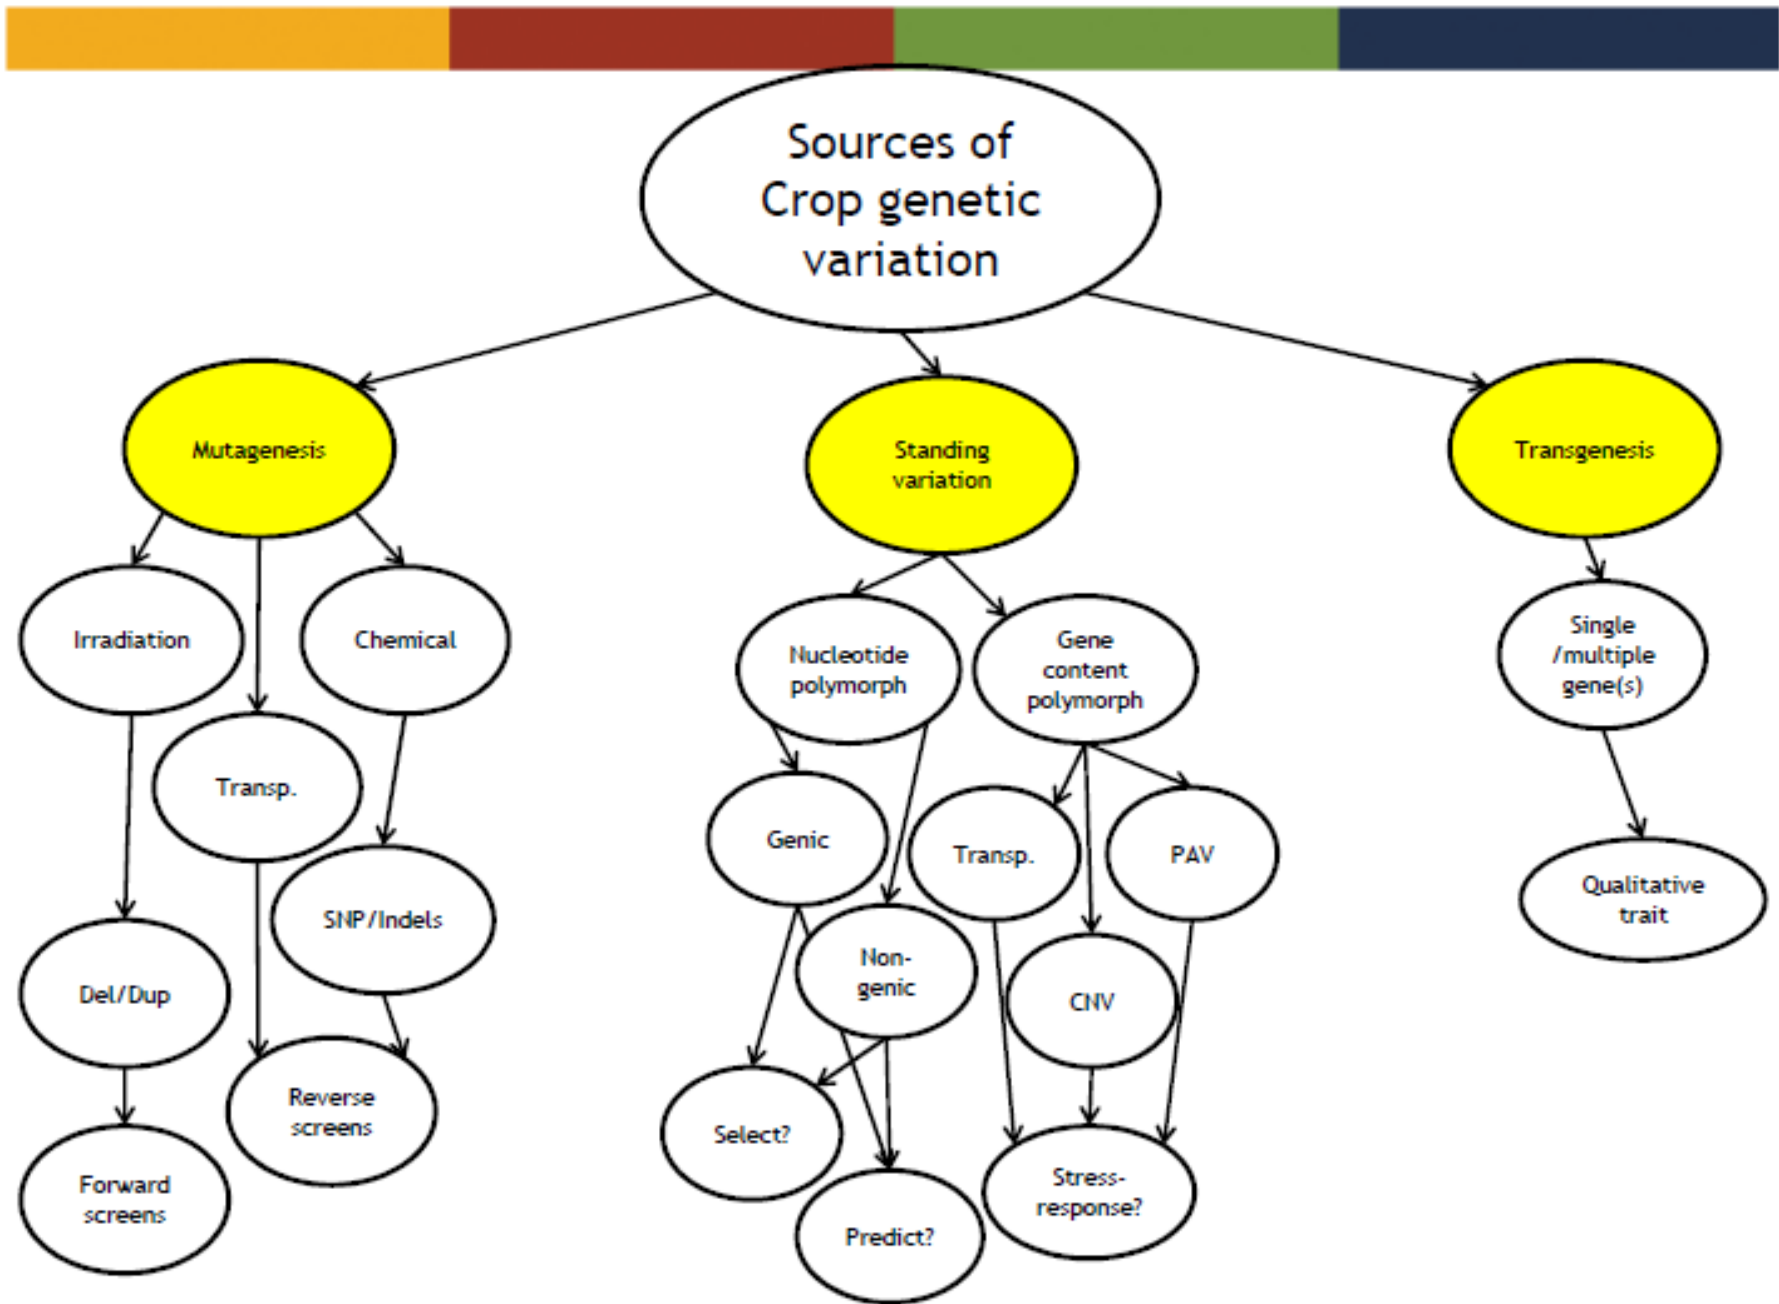 Sources of
Crop genetic
variation
Mutagenesis
Standing
variation
Transgenesis
Irradiation
Chemical
Nucleotide
polymorph
Gene
content
polymorph
Single
/multiple
gene(s)
Transp.
Genic
Transp.
PAV
Qualitative
trait
SNP/Indels
Del/Dup
Non-
genic
CNV
Reverse
screens
Select?
Forward
screens
Predict?
Stress-
response?